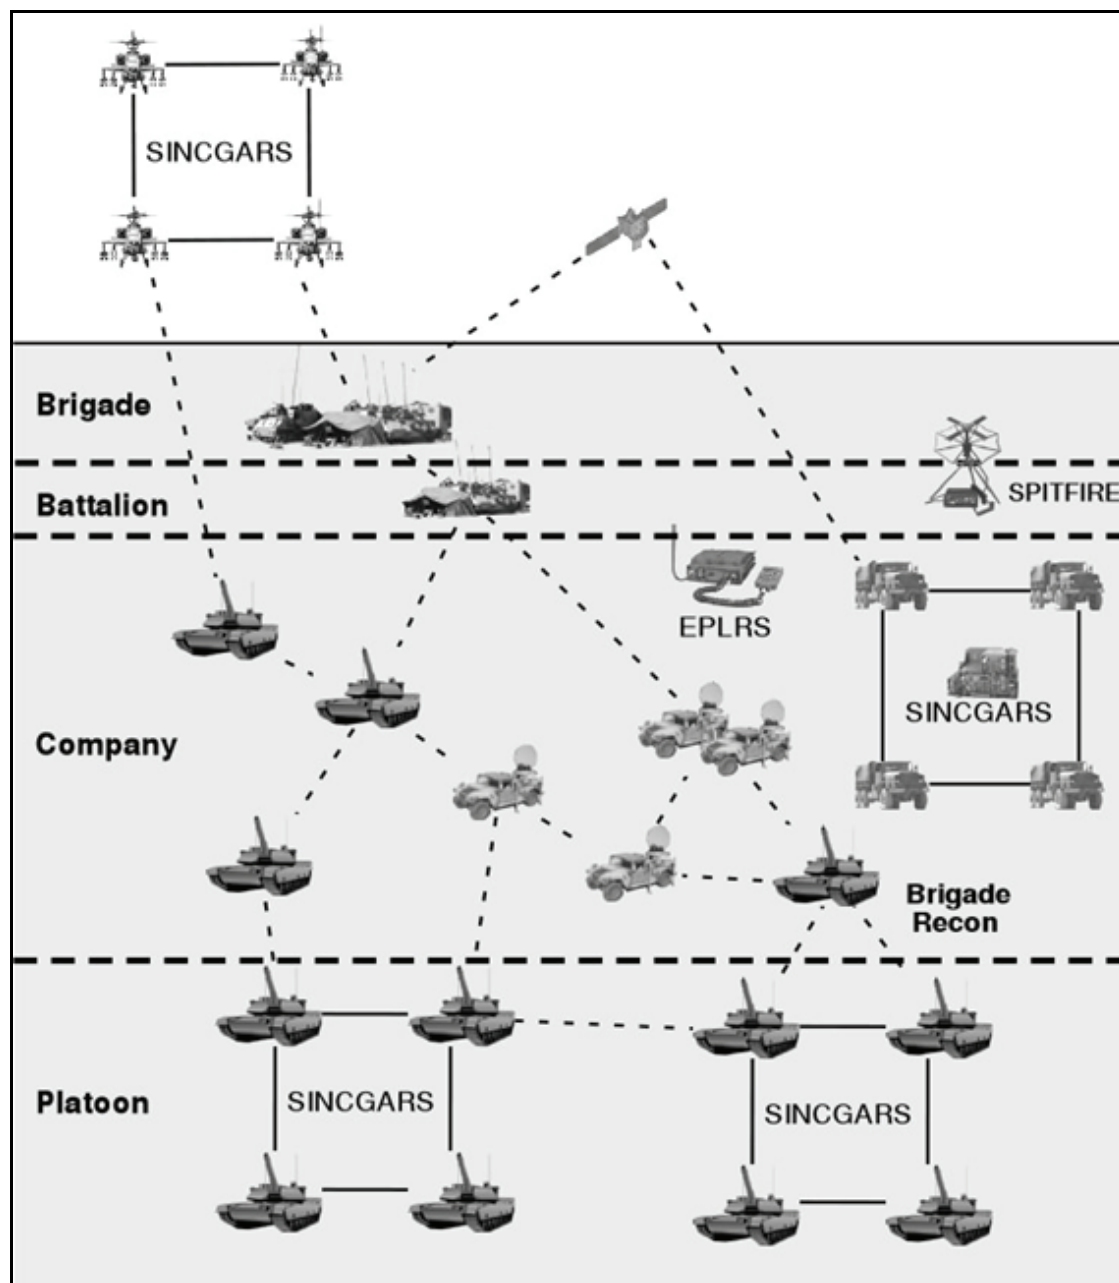 SINCGARS
Brigade
SPITFIRE
Battalion
EPLRS
SINCGARS
Company
Brigade
Recon
Platoon
SINCGARS
SINCGARS